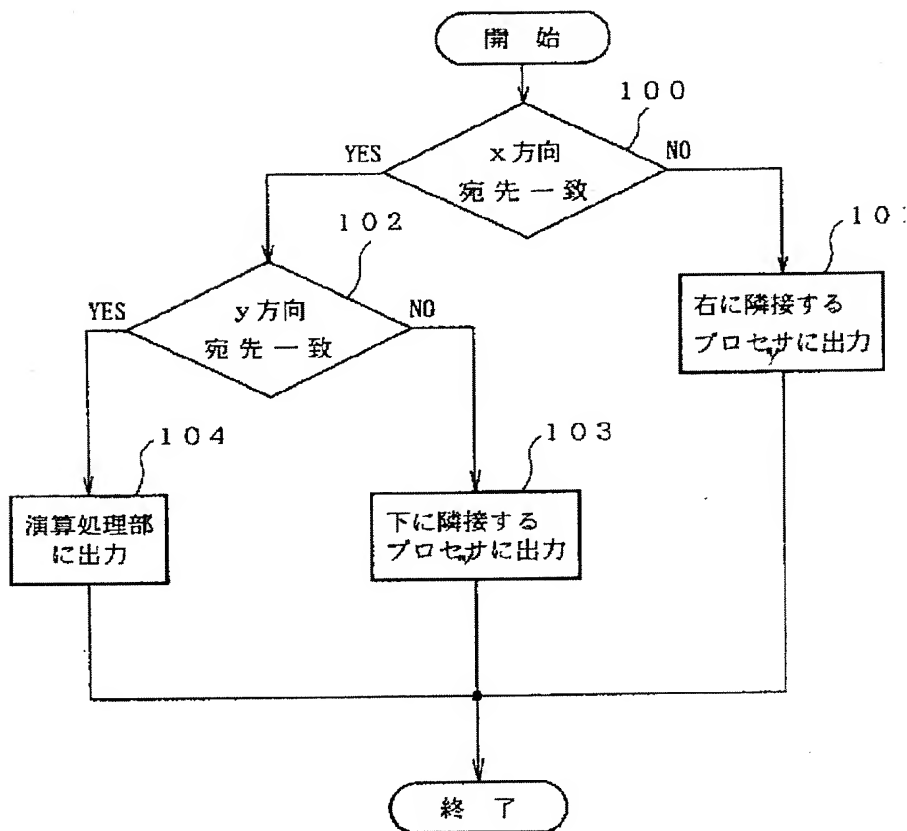 開始
100
x方向
宛先一致
YES
NO
102
y方向
宛先一致
YES
NO
右に隣接する
プロセッサに出力
104
103
演算処理部
に出力
下に隣接する
プロセッサに出力
終了